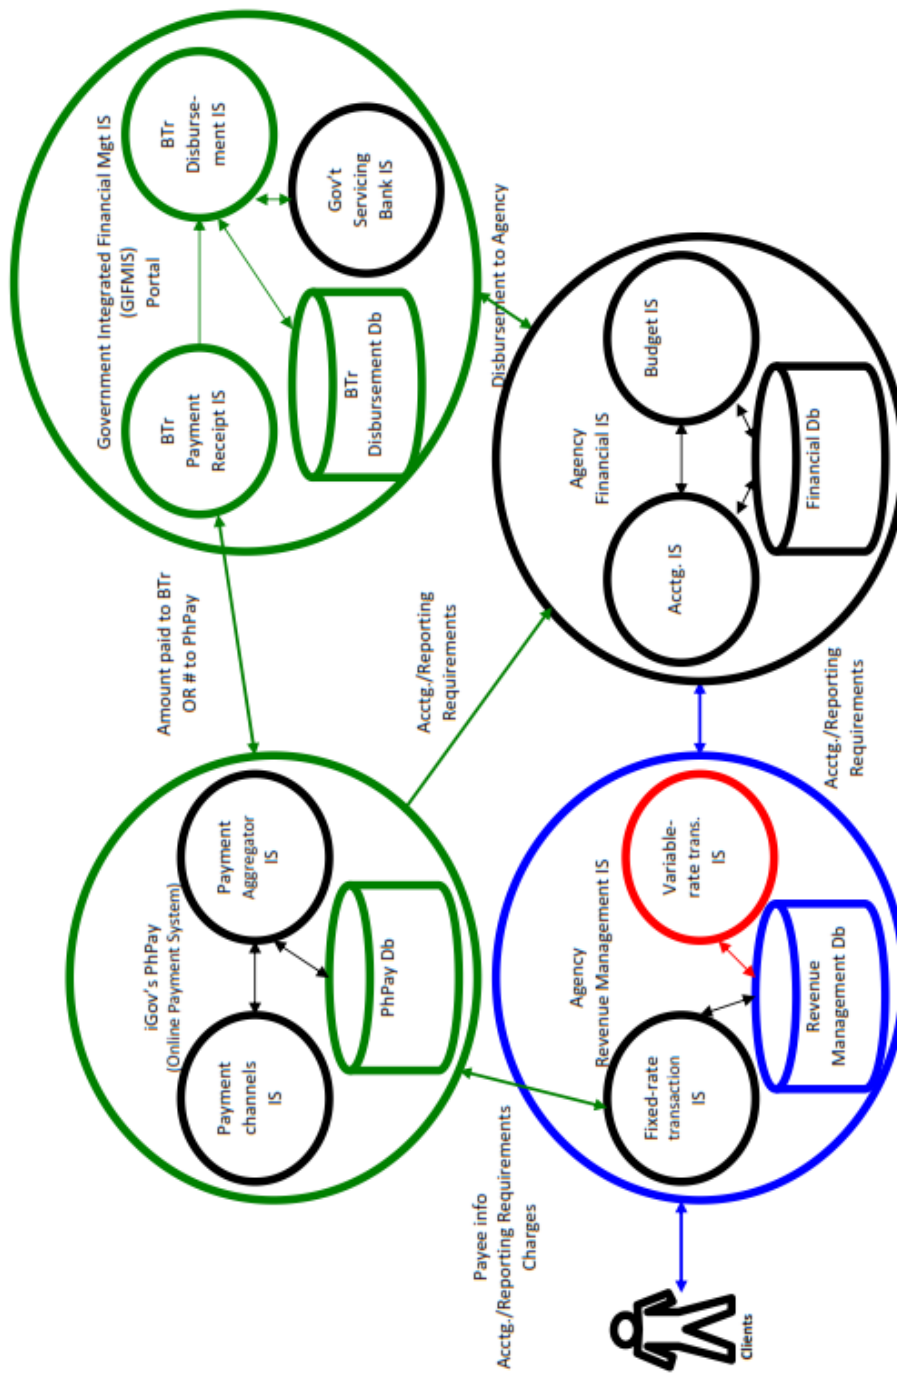 iGov's PhPay
(Online Payment System)
Payment
channels
IS
Payment
Aggregator
IS
PhPay Db
Amount paid to BTr
OR # to PhPay
Government Integrated Financial Mgt IS
(GIFMIS)
Portal
BTr
Payment
Receipt IS
BTr
Disburse-
ment IS
BTr
Disbursement Db
Gov't
Servicing
Bank IS
Payee info
Acctg./Reporting Requirements
Charges
Acctg./Reporting
Requirements
Disbursement to Agency
Clients
Agency
Revenue Management IS
Fixed-rate
transaction
IS
Variable-
rate trans.
IS
Revenue
Management Db
Acctg./Reporting
Requirements
Agency
Financial IS
Acctg. IS
Budget IS
Financial Db